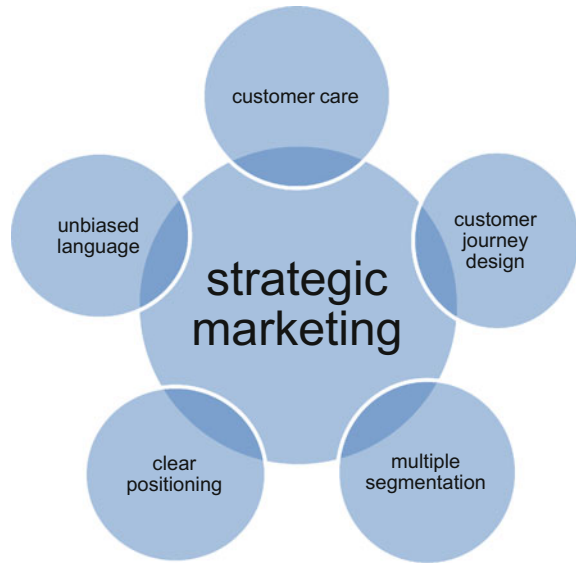 customer care
unbiased
language
customer
journey
design
strategic
marketing
clear
positioning
multiple
segmentation